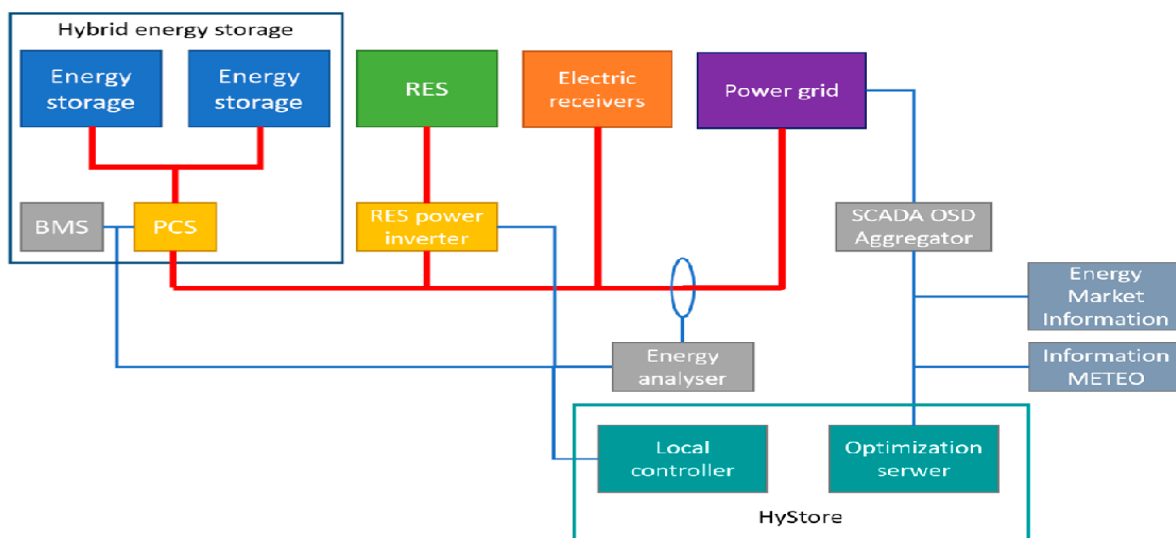 Hybrid energy storage
Energy
storage
Energy
storage
RES
Electric
receivers
Power grid
BMS
PCS
RES power
inverter
SCADA OSD
Aggregator
Energy
Market
Information
Energy
analyser
Information
METEO
Local
controller
Optimization
serwer
HyStore